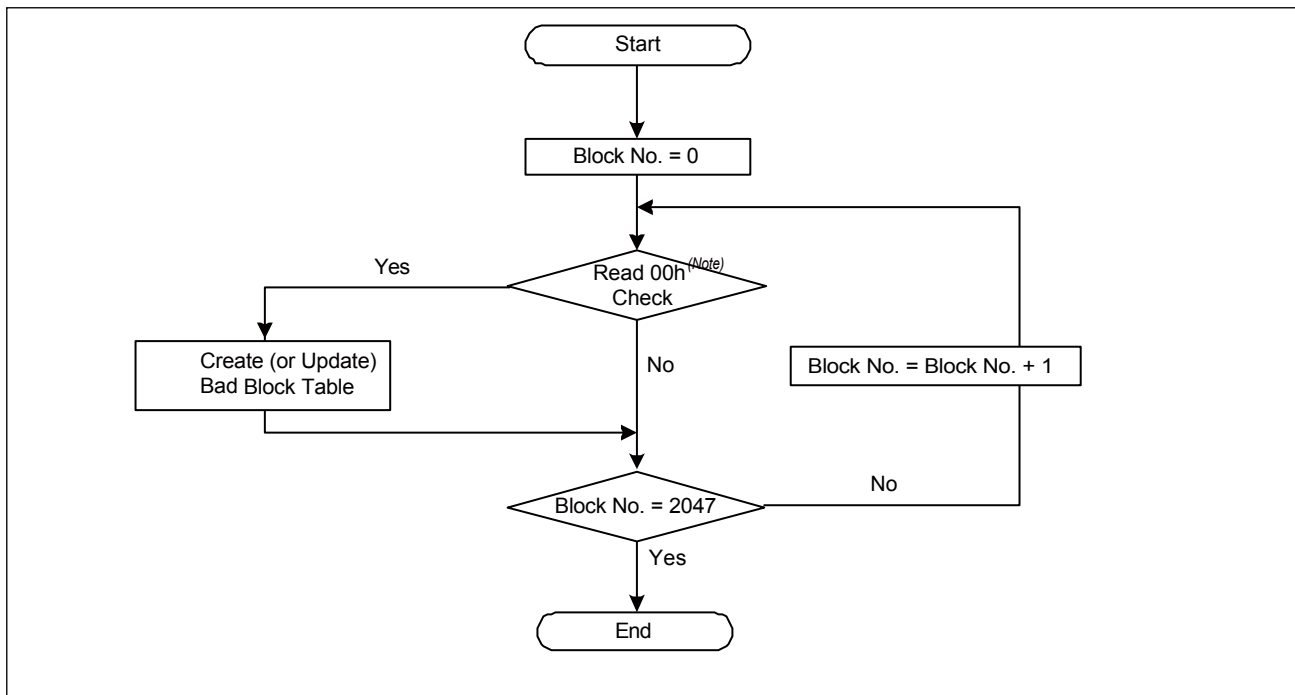 Start
Block No. = 0
Yes
Read 00h(Note)
Check
Create (or Update)
Bad Block Table
No
Block No. = Block No. + 1
Block No. = 2047
No
Yes
End